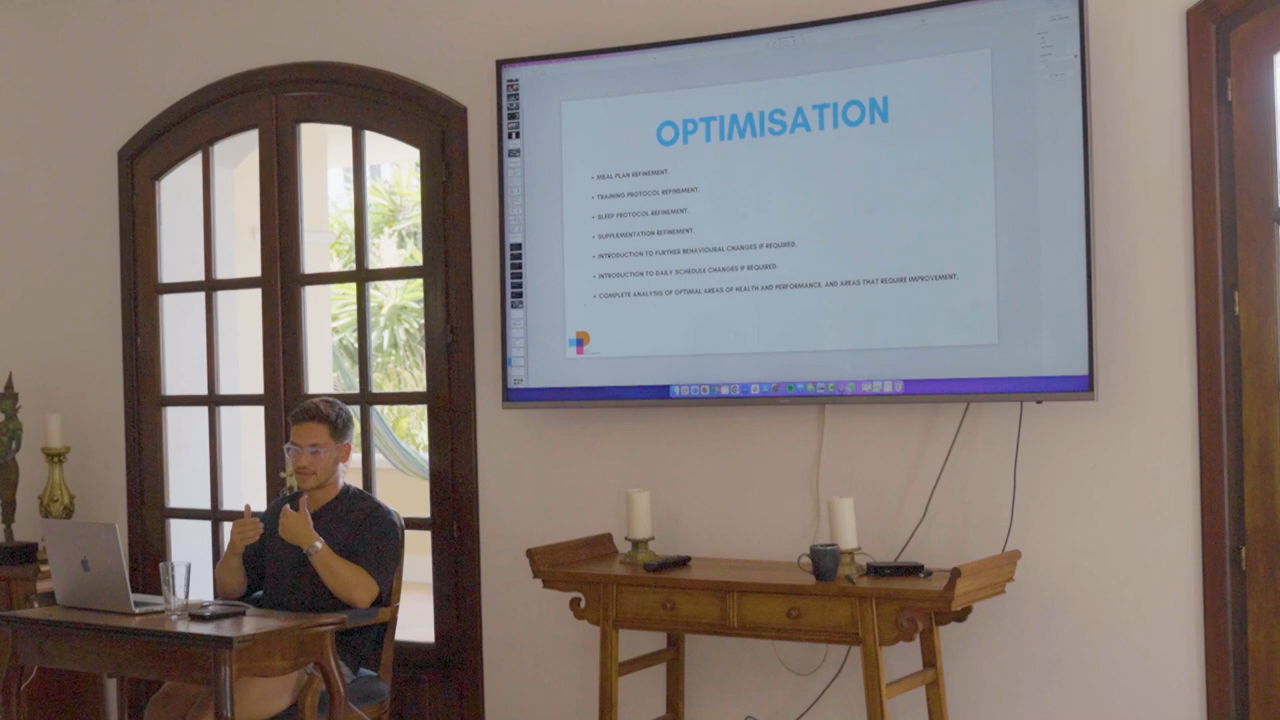 OPTIMISATION
• MEAL PLAN REFINEMENT
• TRAINING PROTOCOL REFINEMENT.
• SLEEP PROTOCOL REFINEMENT.
• SUPPLEMENTATION REFINEMENT.
• INTRODUCTION TO FURTHER BEHAVIOURAL CHANGES IF REQUIRED.
• INTRODUCTION TO DAILY SCHEDULE CHANGES IF REQUIRED.
• COMPLETE ANALYSIS OF OPTIMAL AREAS OF HEALTH AND PERFORMANCE, AND AREAS THAT REQUIRE IMPROVEMENT.